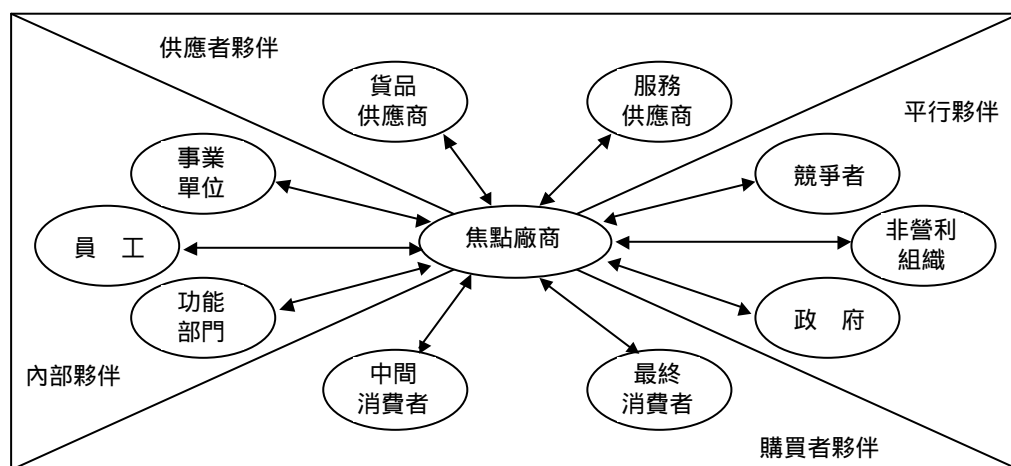 供應者夥伴
貨品
供應商
服務
供應商
平行夥伴
事業
單位
競爭者
員 工
焦點廠商
非營利
組織
功能
部門
政 府
內部夥伴
中間
消費者
最終
消費者
購買者夥伴